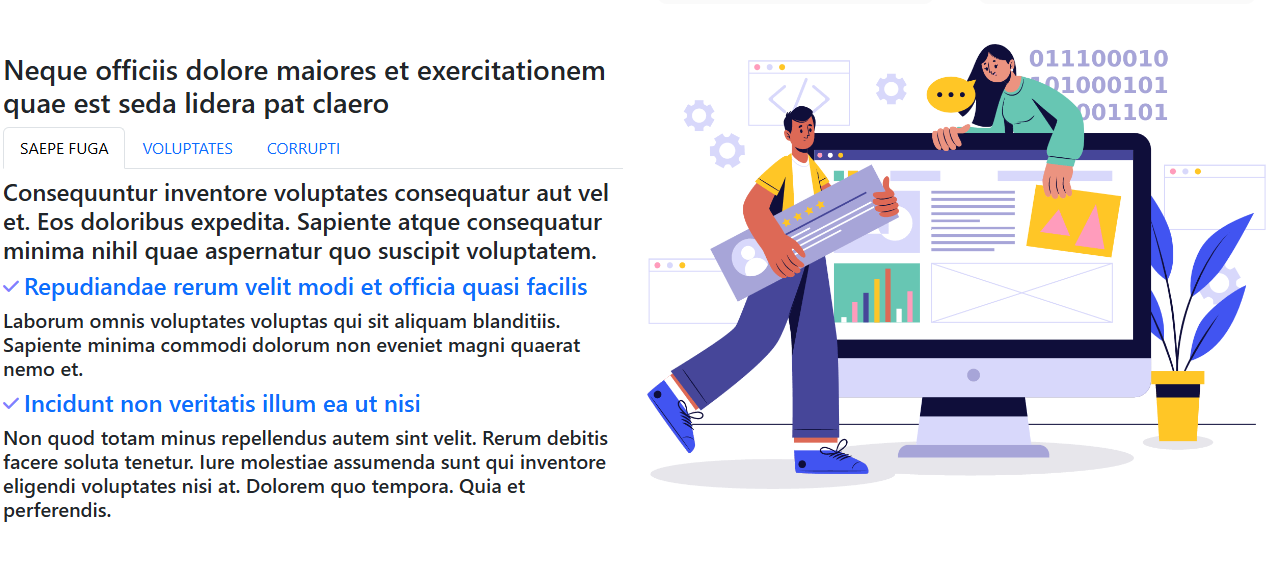 Neque officiis dolore maiores et exercitationem
quae est seda lidera pat claero
SAEPE FUGA VOLUPTATES CORRUPTI
Consequuntur inventore voluptates consequatur aut vel
et. Eos doloribus expedita. Sapiente atque consequatur
minima nihil quae aspernatur quo suscipit voluptatem.
Repudiandae rerum velit modi et officia quasi facilis
Laborum omnis voluptates voluptas qui sit aliquam blanditiis.
Sapiente minima commodi dolorum non eveniet magni quaerat
nemo et.
Incidunt non veritatis illum ea ut nisi
Non quod totam minus repellendus autem sint velit. Rerum debitis
facere soluta tenetur. Iure molestiae assumenda sunt qui inventore
eligendi voluptates nisi at. Dolorem quo tempora. Quia et
perferendis.
</>
011100010
101000101
001101